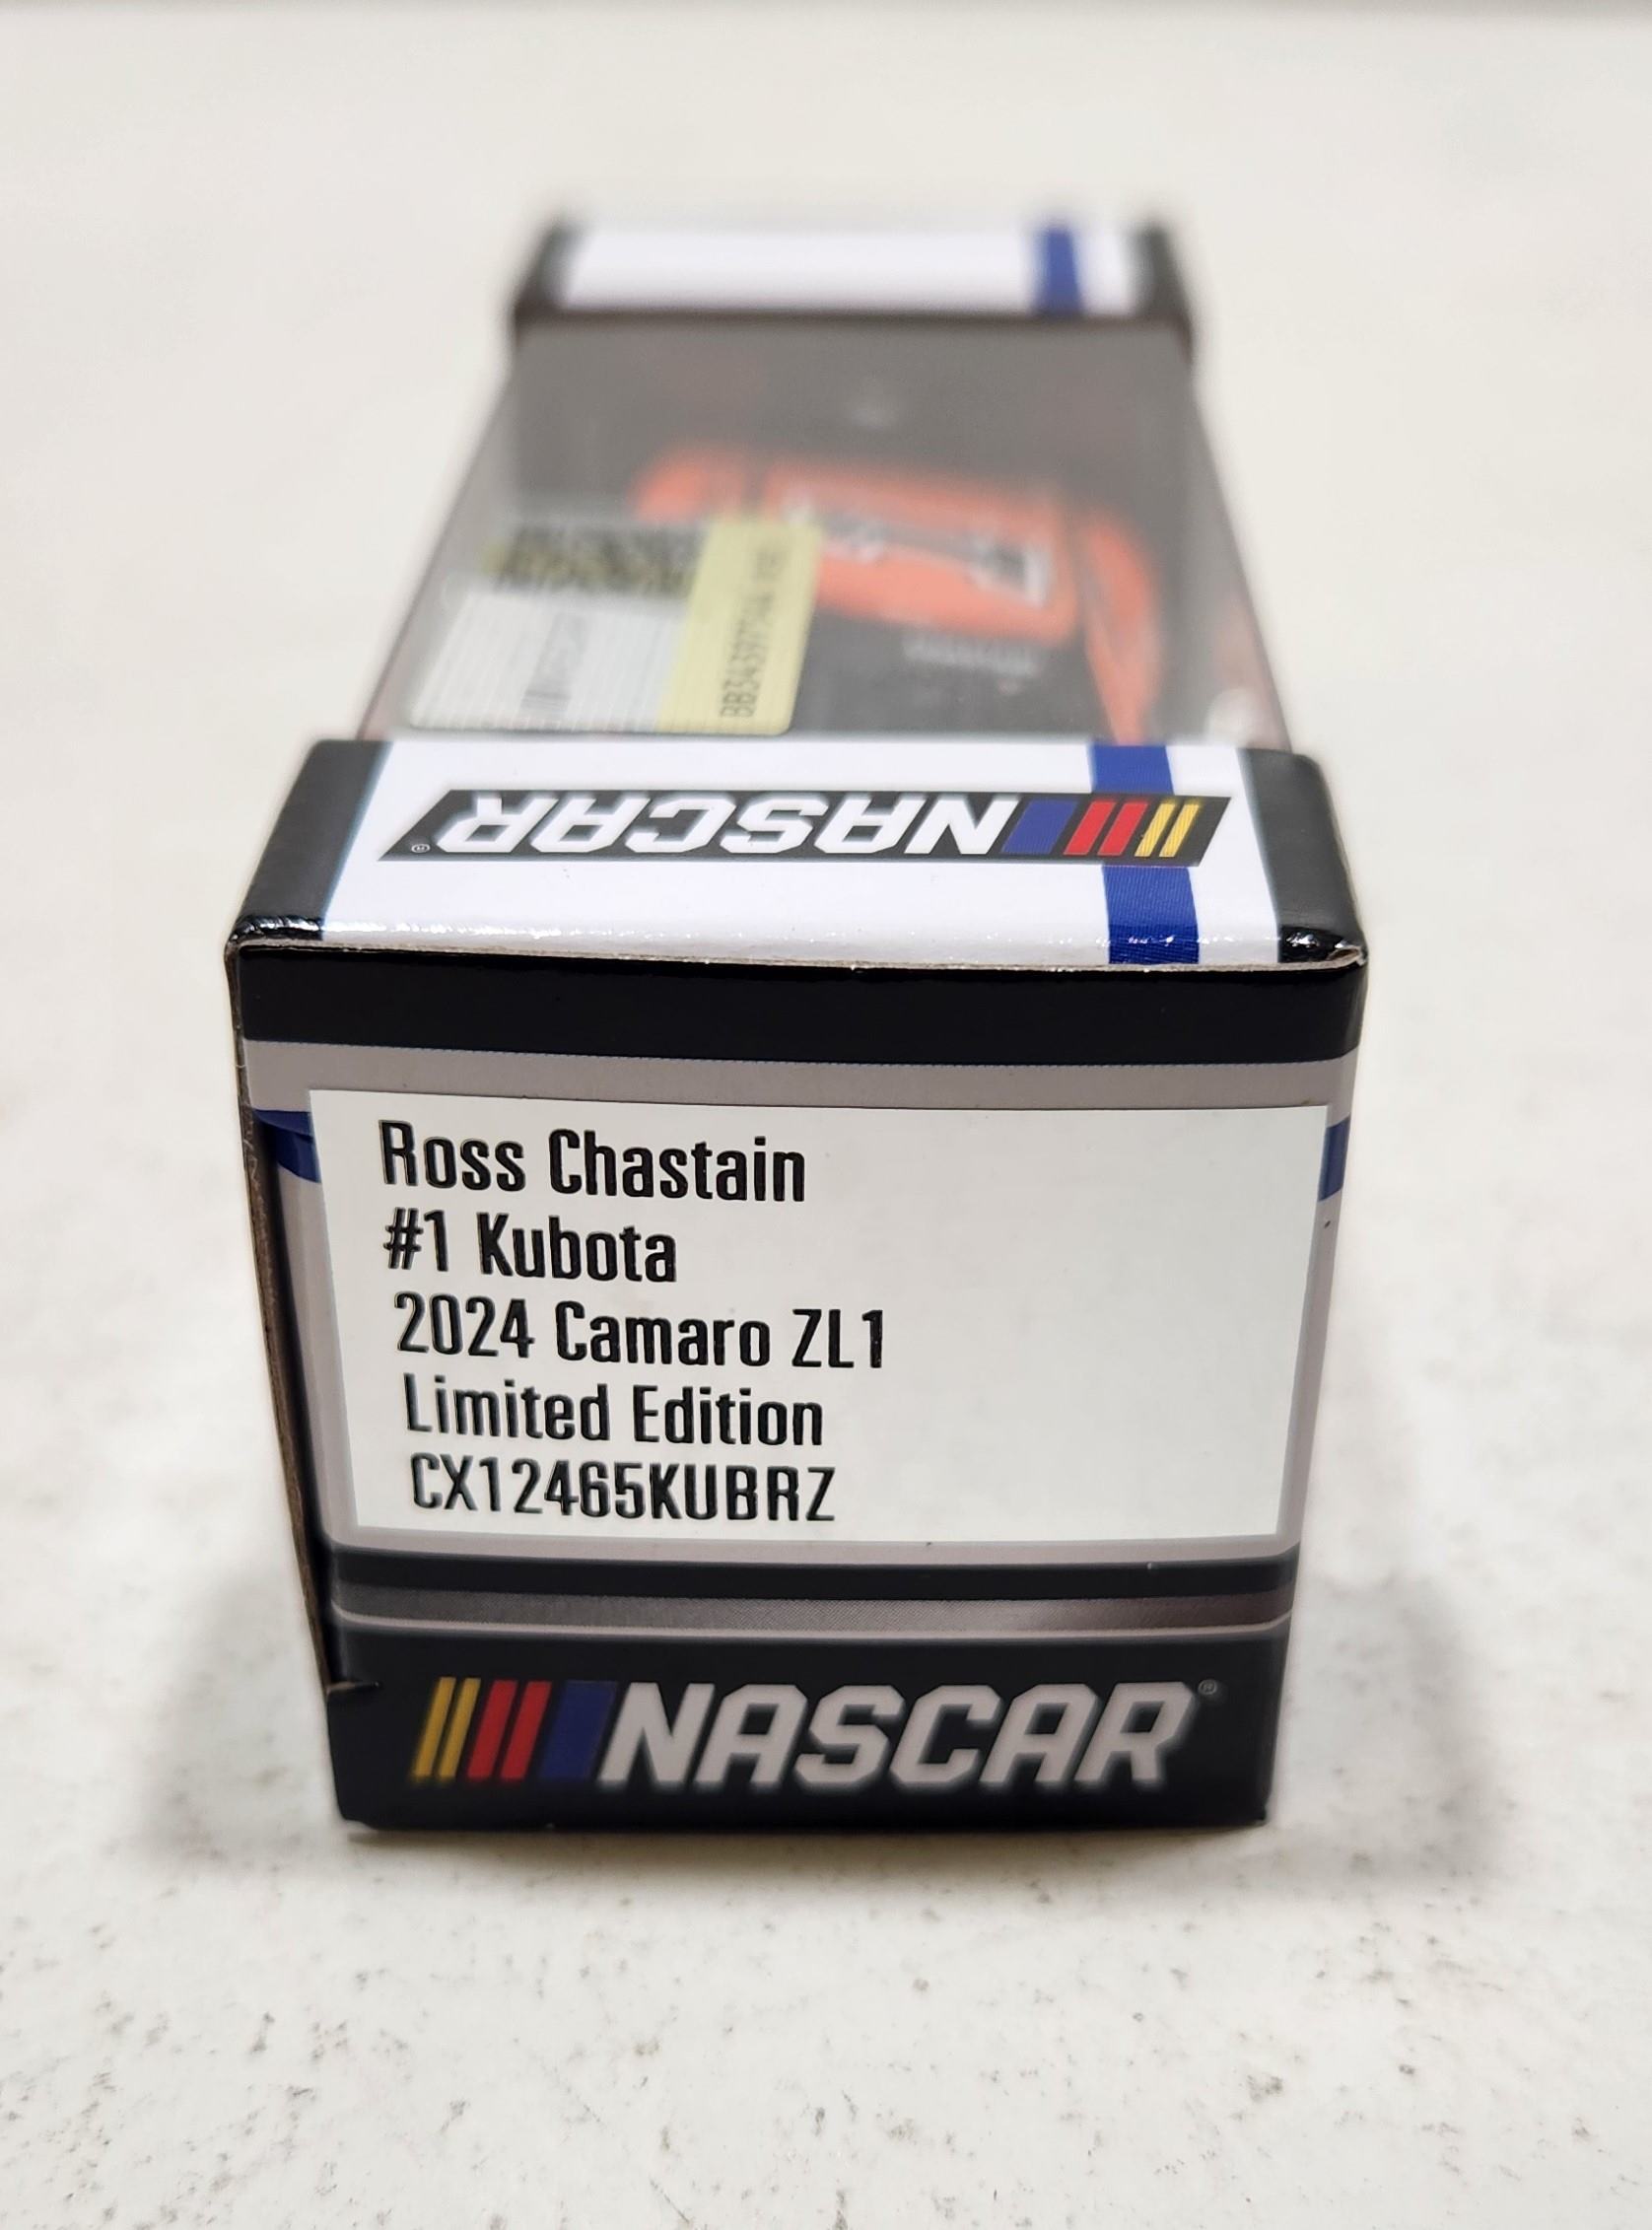 NASCAR®
Ross Chastain
#1 Kubota
2024 Camaro ZL1
Limited Edition
CX12465KUBRZ
NASCAR®